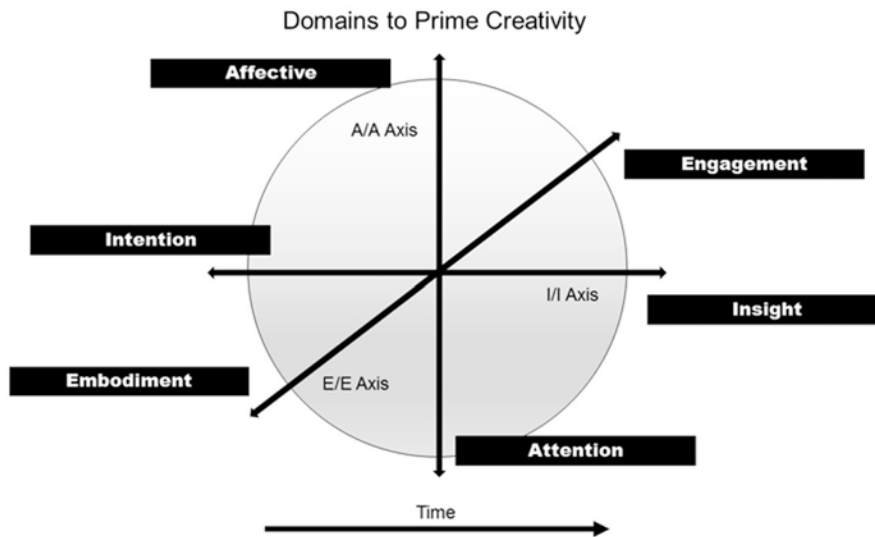 Domains to Prime Creativity
Affective
A/A Axis
Engagement
Intention
I/I Axis
Insight
Embodiment
E/E Axis
Attention
Time